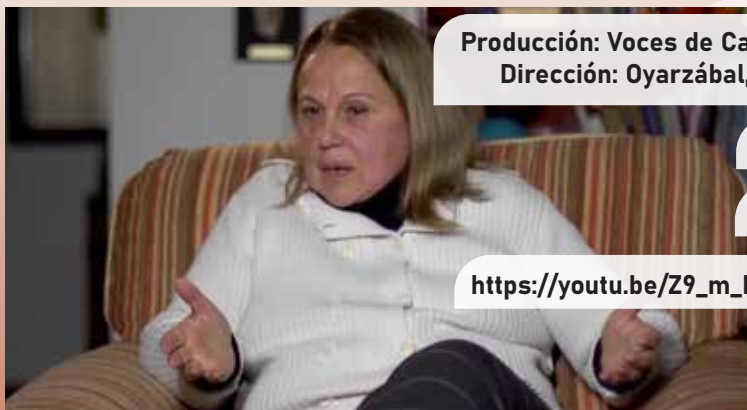 Producción: Voces de Ca
Dirección: Oyarzábal,
https://youtu.be/Z9_m_